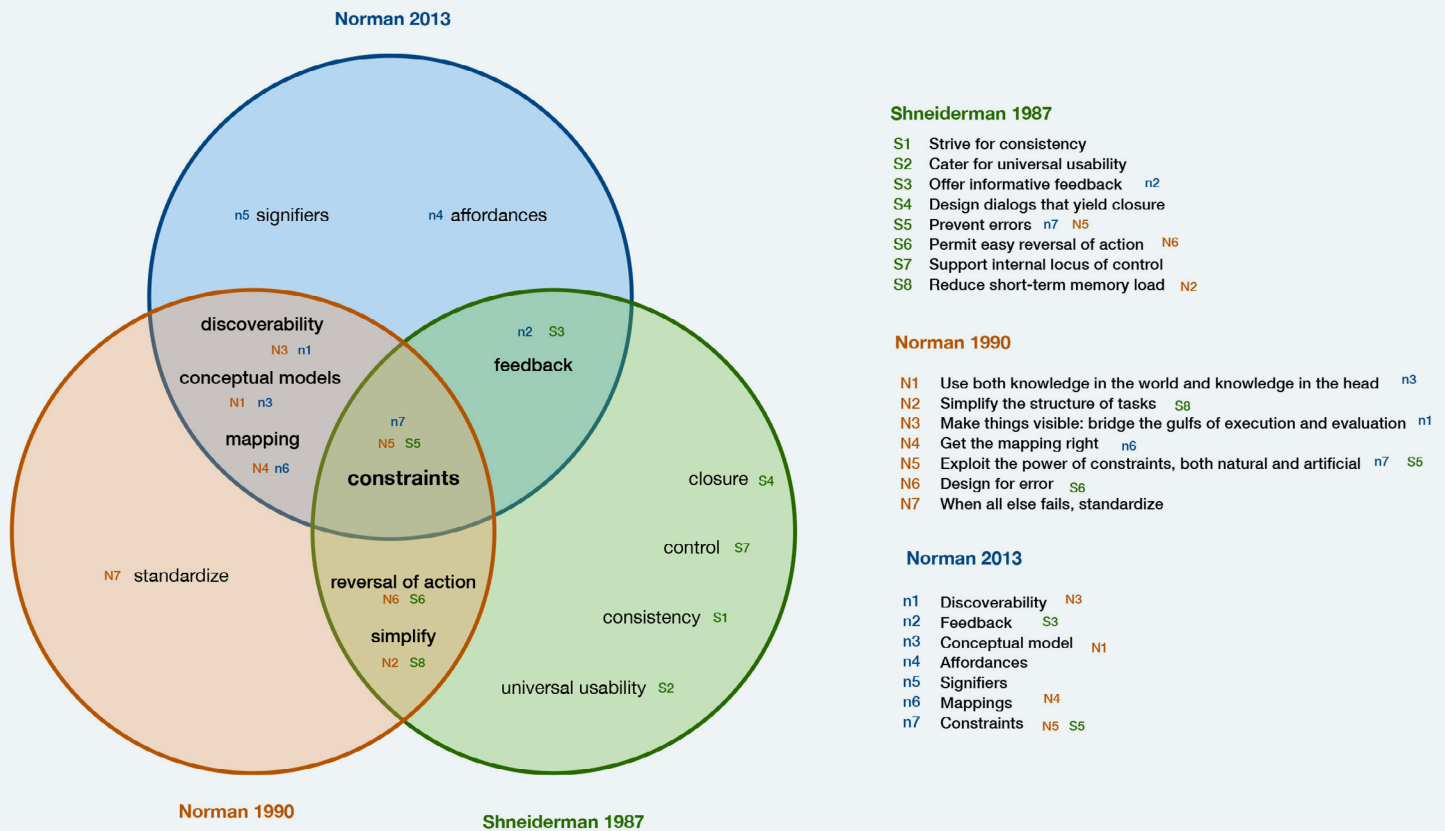 Norman 2013
n5 signifiers
n4 affordances
discoverability
N3 n1
conceptual models
N1 n3
mapping
N4 n6
n2 S3
feedback
n7
N5 S5
constraints
closure S4
control S7
consistency S1
universal usability S2
N7 standardize
reversal of action
N6 S6
simplify
N2 S8
Norman 1990
Shneiderman 1987
Shneiderman 1987
S1 Strive for consistency
S2 Cater for universal usability
S3 Offer informative feedback n2
S4 Design dialogs that yield closure
S5 Prevent errors n7 N5
S6 Permit easy reversal of action N6
S7 Support internal locus of control
S8 Reduce short-term memory load N2
Norman 1990
N1 Use both knowledge in the world and knowledge in the head n3
N2 Simplify the structure of tasks S8
N3 Make things visible: bridge the gulfs of execution and evaluation n1
N4 Get the mapping right n6
N5 Exploit the power of constraints, both natural and artificial n7 S5
N6 Design for error S6
N7 When all else fails, standardize
Norman 2013
n1 Discoverability N3
n2 Feedback S3
n3 Conceptual model N1
n4 Affordances
n5 Signifiers
n6 Mappings N4
n7 Constraints N5 S5